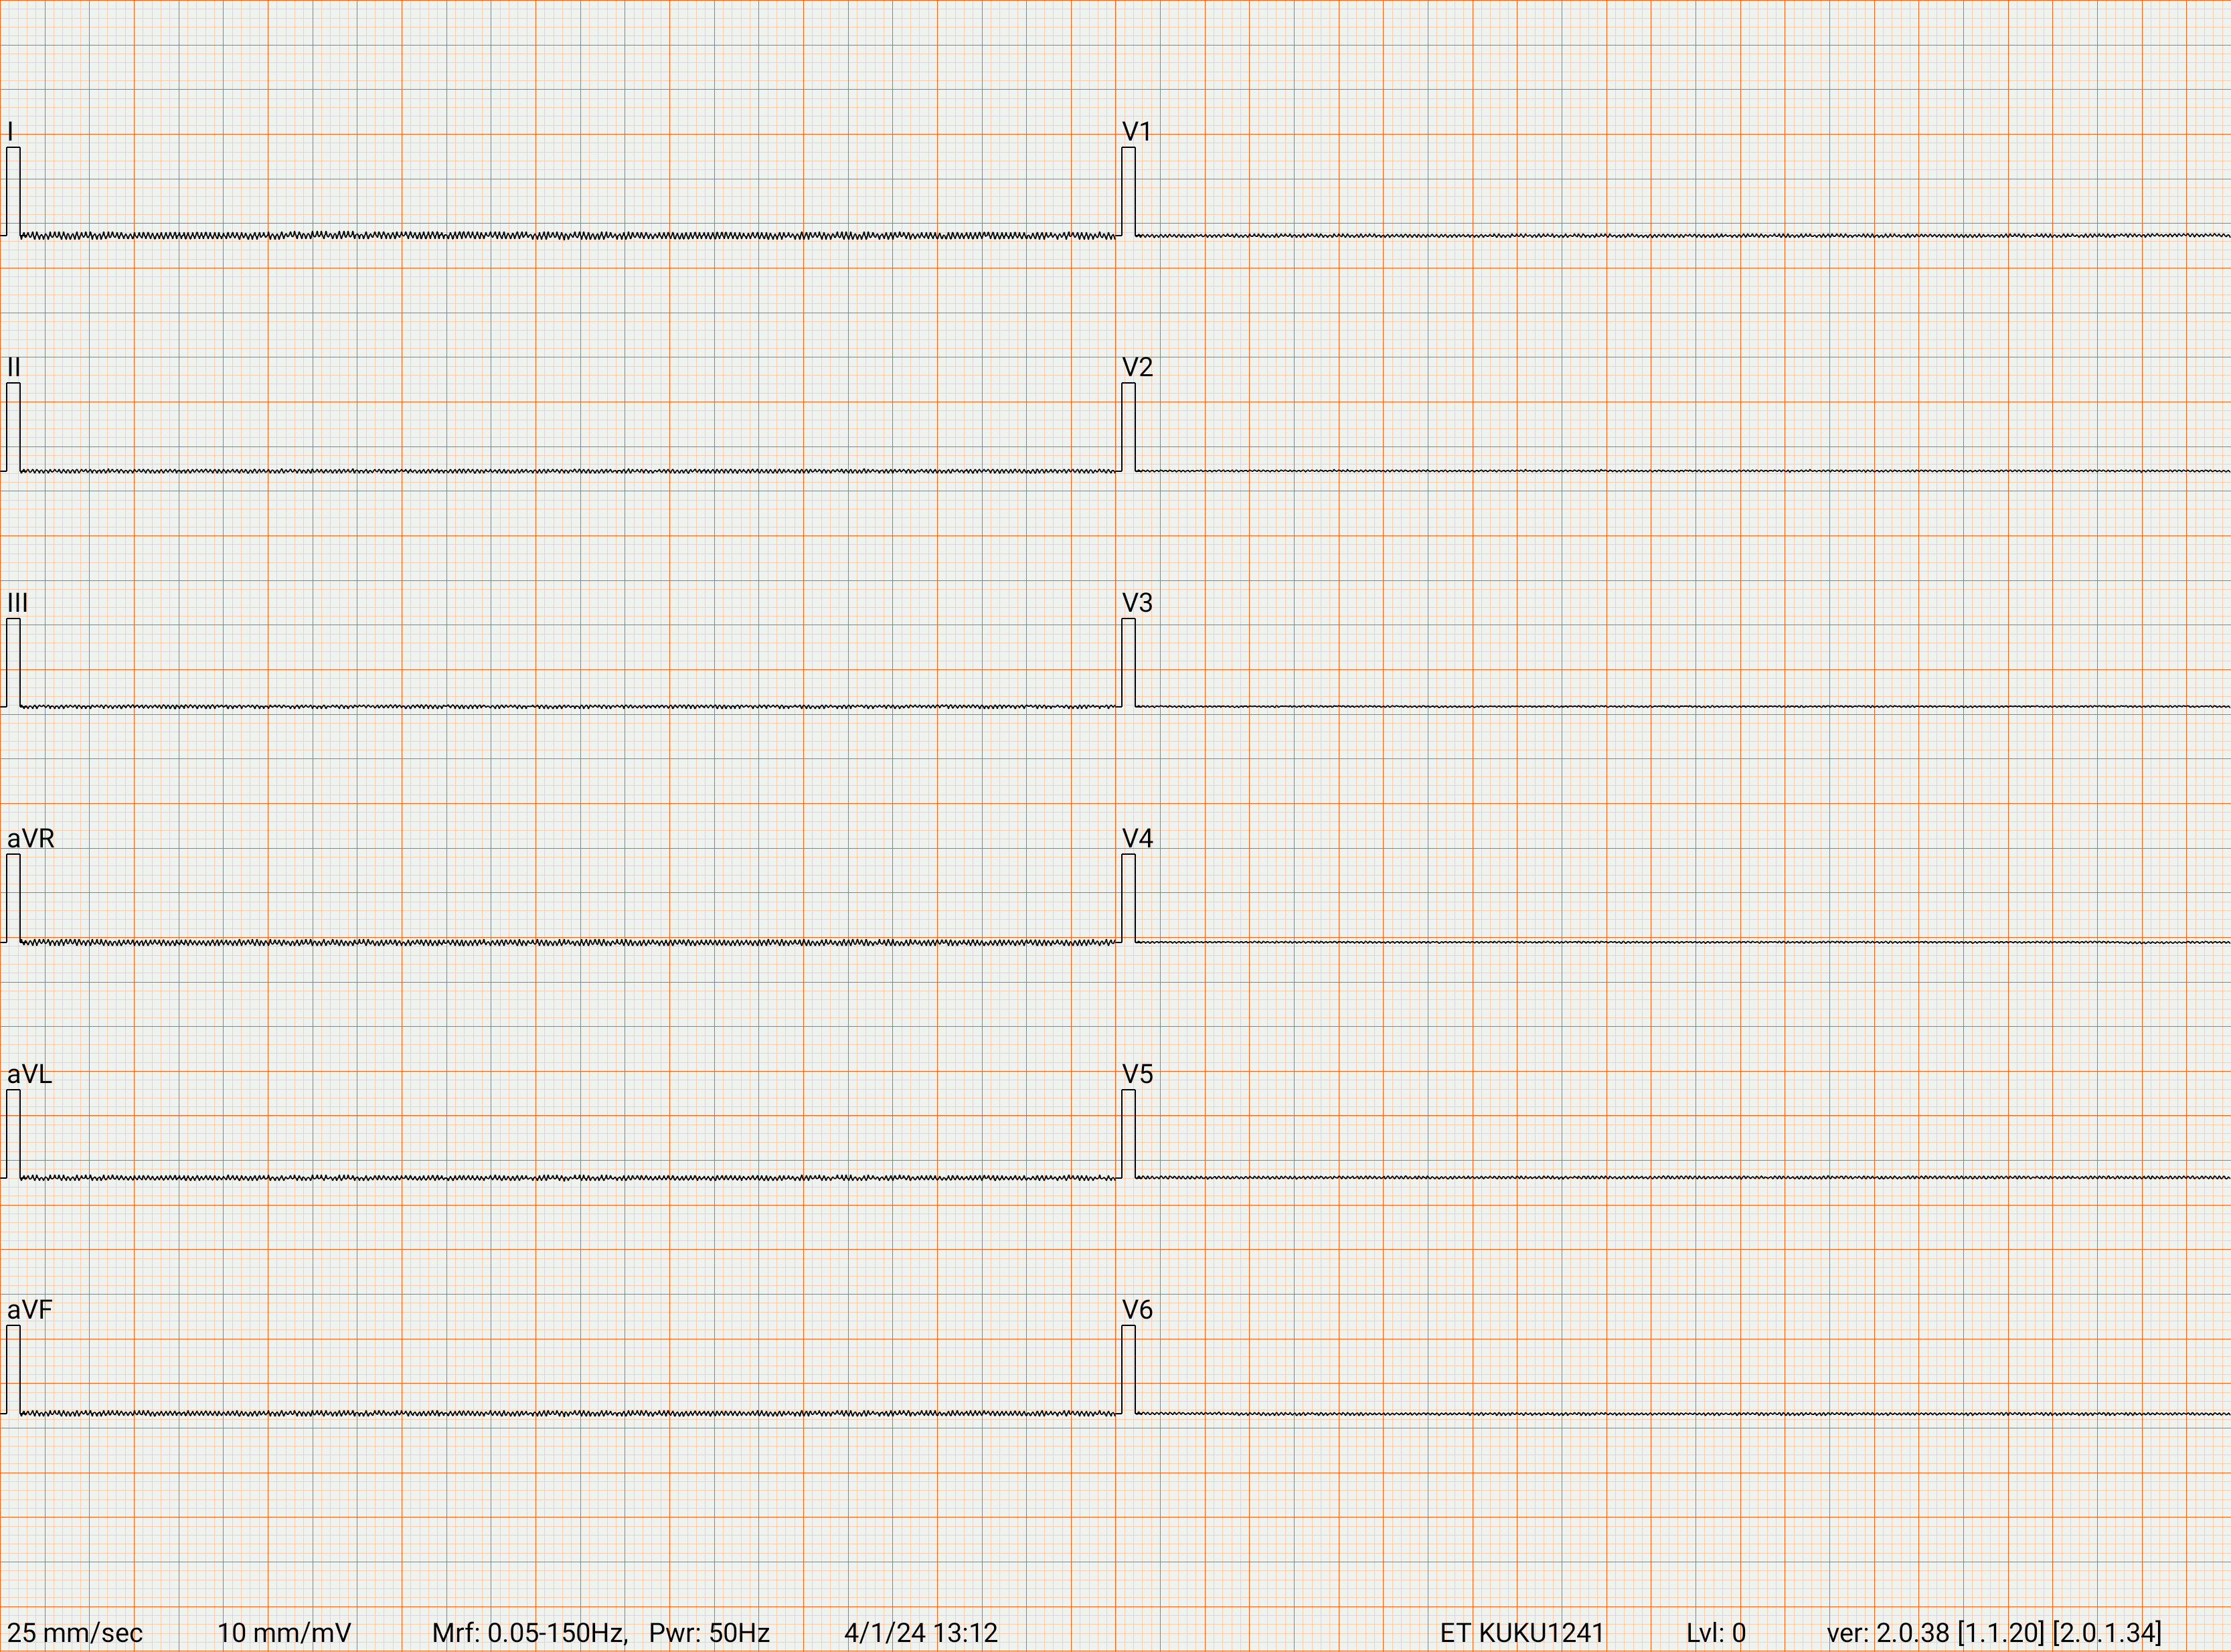 I
V1
II
V2
III
V3
aVR
V4
aVL
V5
aVF
V6
25 mm/sec 10 mm/mV Mrf: 0.05-150Hz, Pwr: 50Hz 4/1/24 13:12 ET KUKU1241 Lvl: 0 ver: 2.0.38 [1.1.20] [2.0.1.34]